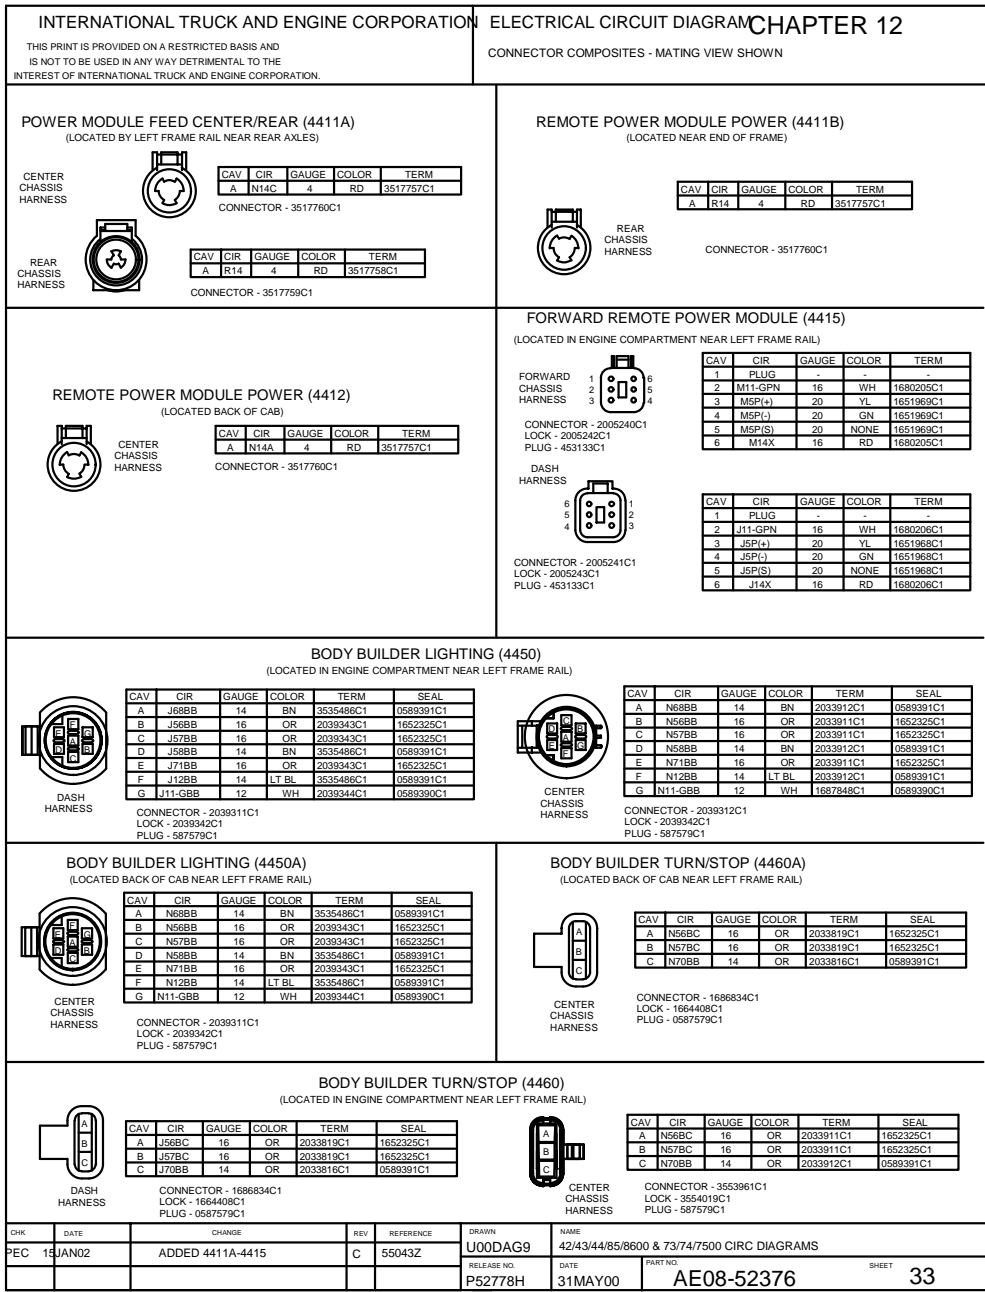 INTERNATIONAL TRUCK AND ENGINE CORPORATION
THIS PRINT IS PROVIDED ON A RESTRICTED BASIS AND
IS NOT TO BE USED IN ANY WAY DETRIMENTAL TO THE
INTEREST OF INTERNATIONAL TRUCK AND ENGINE CORPORATION.
ELECTRICAL CIRCUIT DIAGRAM
CHAPTER 12
CONNECTOR COMPOSITES - MATING VIEW SHOWN
POWER MODULE FEED CENTER/REAR (4411A)
(LOCATED BY LEFT FRAME RAIL NEAR REAR AXLES)
CENTER
CHASSIS
HARNESS
CAV CIR GAUGE COLOR TERM
A N14C 4 RD 3517757C1
CONNECTOR - 3517760C1
REAR
CHASSIS
HARNESS
CAV CIR GAUGE COLOR TERM
A R14 4 RD 3517758C1
CONNECTOR - 3517759C1
REMOTE POWER MODULE POWER (4411B)
(LOCATED NEAR END OF FRAME)
CAV CIR GAUGE COLOR TERM
A R14 4 RD 3517757C1
REAR
CHASSIS
HARNESS
CONNECTOR - 3517760C1
REMOTE POWER MODULE POWER (4412)
(LOCATED BACK OF CAB)
CENTER
CHASSIS
HARNESS
CAV CIR GAUGE COLOR TERM
A N14A 4 RD 3517757C1
CONNECTOR - 3517760C1
FORWARD REMOTE POWER MODULE (4415)
(LOCATED IN ENGINE COMPARTMENT NEAR LEFT FRAME RAIL)
FORWARD
CHASSIS
HARNESS
1 6
2 5
3 4
CONNECTOR - 2005240C1
LOCK - 2005242C1
PLUG - 453133C1
CAV CIR GAUGE COLOR TERM
1 PLUG - - -
2 M11-GPN 16 WH 1680205C1
3 M5P(+) 20 YL 1651969C1
4 M5P(-) 20 GN 1651969C1
5 M5P(S) 20 NONE 1651969C1
6 M14X 16 RD 1680205C1
DASH
HARNESS
6 1
5 2
4 3
CONNECTOR - 2005241C1
LOCK - 2005243C1
PLUG - 453133C1
CAV CIR GAUGE COLOR TERM
1 PLUG - - -
2 J11-GPN 16 WH 1680206C1
3 J5P(+) 20 YL 1651968C1
4 J5P(-) 20 GN 1651968C1
5 J5P(S) 20 NONE 1651968C1
6 J14X 16 RD 1680206C1
BODY BUILDER LIGHTING (4450)
(LOCATED IN ENGINE COMPARTMENT NEAR LEFT FRAME RAIL)
F
E G
A
D B
C
DASH
HARNESS
CAV CIR GAUGE COLOR TERM SEAL
A J68BB 14 BN 3535486C1 0589391C1
B J56BB 16 OR 2039343C1 1652325C1
C J57BB 16 OR 2039343C1 1652325C1
D J58BB 14 BN 3535486C1 0589391C1
E J71BB 16 OR 2039343C1 1652325C1
F J12BB 14 LT BL 3535486C1 0589391C1
G J11-GBB 12 WH 2039344C1 0589390C1
CONNECTOR - 2039311C1
LOCK - 2039342C1
PLUG - 587579C1
C
D B
A
E G
F
CENTER
CHASSIS
HARNESS
CAV CIR GAUGE COLOR TERM SEAL
A N68BB 14 BN 2033912C1 0589391C1
B N56BB 16 OR 2033911C1 1652325C1
C N57BB 16 OR 2033911C1 1652325C1
D N58BB 14 BN 2033912C1 0589391C1
E N71BB 16 OR 2033911C1 1652325C1
F N12BB 14 LT BL 2033912C1 0589391C1
G N11-GBB 12 WH 1687848C1 0589390C1
CONNECTOR - 2039312C1
LOCK - 2039342C1
PLUG - 587579C1
BODY BUILDER LIGHTING (4450A)
(LOCATED BACK OF CAB NEAR LEFT FRAME RAIL)
F
E G
A
D B
C
CENTER
CHASSIS
HARNESS
CAV CIR GAUGE COLOR TERM SEAL
A N68BB 14 BN 3535486C1 0589391C1
B N56BB 16 OR 2039343C1 1652325C1
C N57BB 16 OR 2039343C1 1652325C1
D N58BB 14 BN 3535486C1 0589391C1
E N71BB 16 OR 2039343C1 1652325C1
F N12BB 14 LT BL 3535486C1 0589391C1
G N11-GBB 12 WH 2039344C1 0589390C1
CONNECTOR - 2039311C1
LOCK - 2039342C1
PLUG - 587579C1
BODY BUILDER TURN/STOP (4460A)
(LOCATED BACK OF CAB NEAR LEFT FRAME RAIL)
A
B
C
CENTER
CHASSIS
HARNESS
CAV CIR GAUGE COLOR TERM SEAL
A N56BC 16 OR 2033819C1 1652325C1
B N57BC 16 OR 2033819C1 1652325C1
C N70BB 14 OR 2033816C1 0589391C1
CONNECTOR - 1686834C1
LOCK - 1664408C1
PLUG - 0587579C1
BODY BUILDER TURN/STOP (4460)
(LOCATED IN ENGINE COMPARTMENT NEAR LEFT FRAME RAIL)
A
B
C
DASH
HARNESS
CAV CIR GAUGE COLOR TERM SEAL
A J56BC 16 OR 2033819C1 1652325C1
B J57BC 16 OR 2033819C1 1652325C1
C J70BB 14 OR 2033816C1 0589391C1
CONNECTOR - 1686834C1
LOCK - 1664408C1
PLUG - 0587579C1
A
B
C
CENTER
CHASSIS
HARNESS
CAV CIR GAUGE COLOR TERM SEAL
A N56BC 16 OR 2033911C1 1652325C1
B N57BC 16 OR 2033911C1 1652325C1
C N70BB 14 OR 2033912C1 0589391C1
CONNECTOR - 3553961C1
LOCK - 3554019C1
PLUG - 587579C1
CHK DATE CHANGE REV REFERENCE
PEC 15JAN02 ADDED 4411A-4415 C 55043Z
DRAWN
U00DAG9
NAME
42/43/44/85/8600 & 73/74/7500 CIRC DIAGRAMS
RELEASE NO.
P52778H
DATE
31MAY00
PART NO.
AE08-52376
SHEET
33